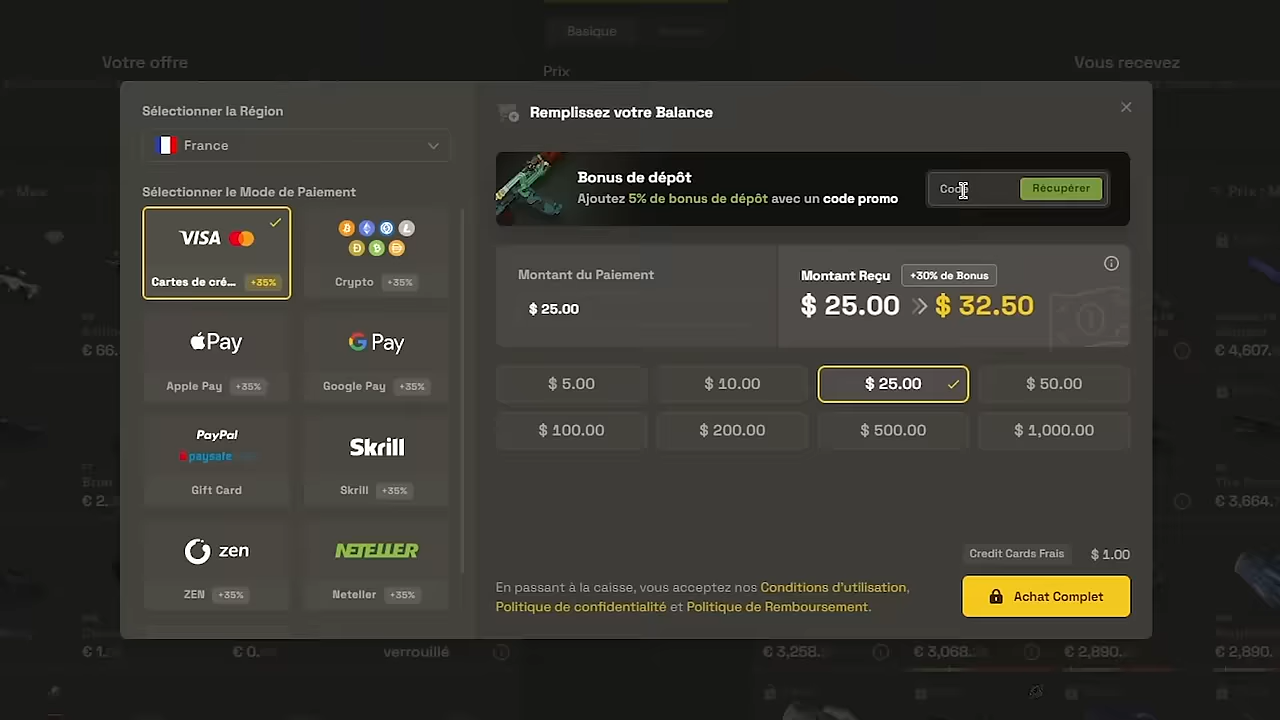 Basique
Votre offre
Prix
Vous recevez
Sélectionner la Région
France
Sélectionner le Mode de Paiement
VISA
Cartes de cré... +35%
Crypto +35%
Pay
Apple Pay +35%
G Pay
Google Pay +35%
PayPal
paysafe
Gift Card
Skrill
Skrill +35%
zen
ZEN +35%
NETELLER
Neteller +35%
Remplissez votre Balance
Bonus de dépôt
Ajoutez 5% de bonus de dépôt avec un code promo
Code
Récupérer
Montant du Paiement
$ 25.00
Montant Reçu +30% de Bonus
$ 25.00 » $ 32.50
$ 5.00
$ 10.00
$ 25.00
$ 50.00
$ 100.00
$ 200.00
$ 500.00
$ 1,000.00
Credit Cards Frais $ 1.00
En passant à la caisse, vous acceptez nos Conditions d'utilisation,
Politique de confidentialité et Politique de Remboursement.
Achat Complet
€ 66.
€ 2.
€ 4,607.
€ 3,664.
€ 1.
€ 0.
verrouillé
€ 3,258.
€ 3,068.
€ 2,890.
€ 2,890.